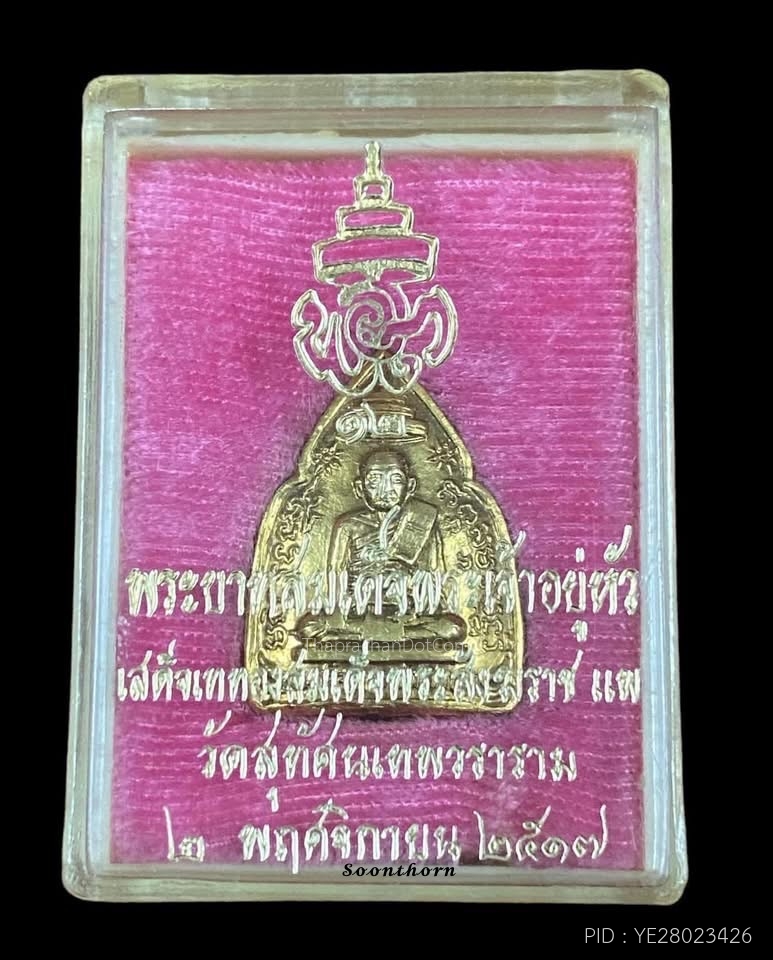 ๑๒
พระบาทสมเด็จพระเจ้าอยู่หัว
ThaprachanDotCom
เสด็จเททองสมเด็จพระสังฆราช แพ
วัดสุทัศนเทพวราราม
๒ พฤศจิกายน ๒๕๑๗
Soonthorn
PID : YE28023426